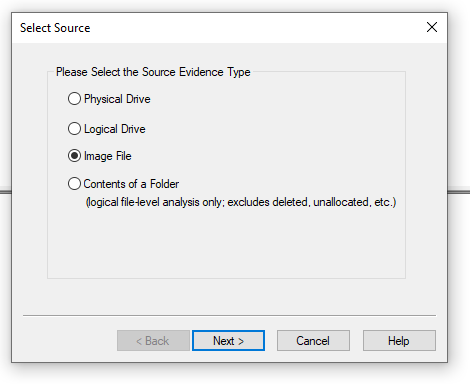 Select Source
Please Select the Source Evidence Type
Physical Drive
Logical Drive
Image File
Contents of a Folder
(logical file-level analysis only; excludes deleted, unallocated, etc.)
< Back
Next >
Cancel
Help